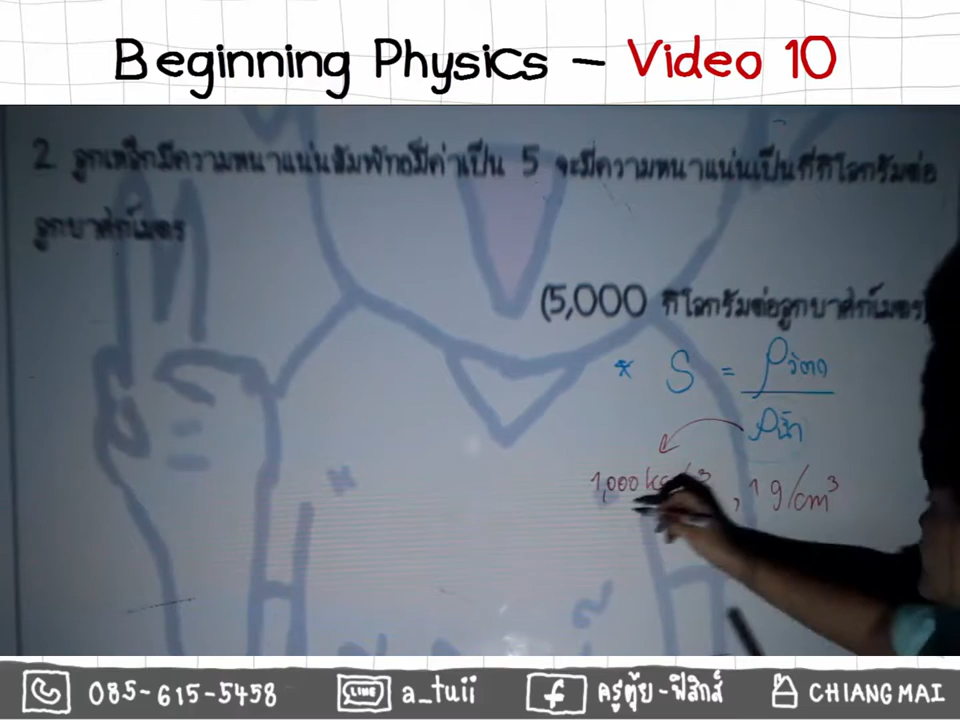 Beginning Physics – Video 10
2 ลูกเหล็กมีความหนาแน่นสัมพัทธ์มีค่าเป็น 5 จะมีความหนาแน่นเป็นกี่กิโลกรัมต่อ
ลูกบาศก์เมตร
(5,000 กิโลกรัมต่อลูกบาศก์เมตร)
* S = ρวัตถุ
ρน้ำ
1,000 , 1 g/cm³
085-615-5458 LINE a_tuii ครูตุ้ย-ฟิสิกส์ CHIANG MAI